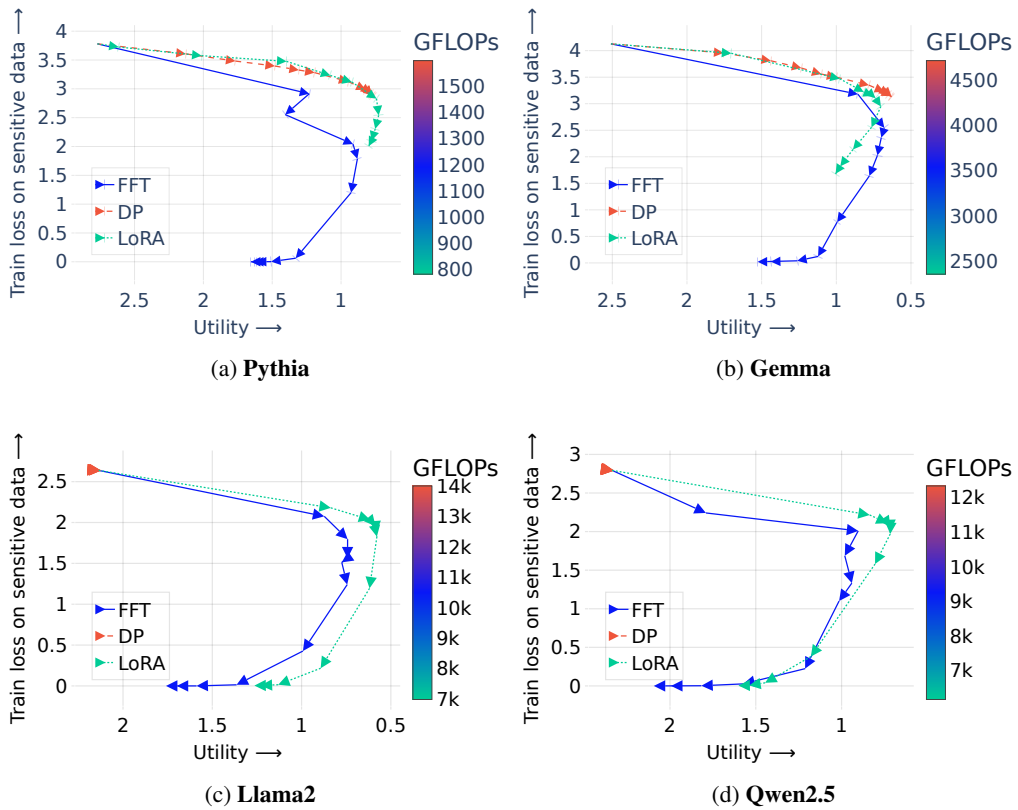 Train loss on sensitive data ⟶
4
3.5
3
2.5
2
1.5
1
0.5
0
2.5
2
1.5
1
Utility ⟶
FFT
DP
LoRA
GFLOPs
1500
1400
1300
1200
1100
1000
900
800
(a) Pythia
Train loss on sensitive data ⟶
4
3.5
3
2.5
2
1.5
1
0.5
0
2.5
2
1.5
1
0.5
Utility ⟶
FFT
DP
LoRA
GFLOPs
4500
4000
3500
3000
2500
(b) Gemma
Train loss on sensitive data ⟶
2.5
2
1.5
1
0.5
0
2
1.5
1
0.5
Utility ⟶
FFT
DP
LoRA
GFLOPs
14k
13k
12k
11k
10k
9k
8k
7k
(c) Llama2
Train loss on sensitive data ⟶
3
2.5
2
1.5
1
0.5
0
2
1.5
1
Utility ⟶
FFT
DP
LoRA
GFLOPs
12k
11k
10k
9k
8k
7k
(d) Qwen2.5